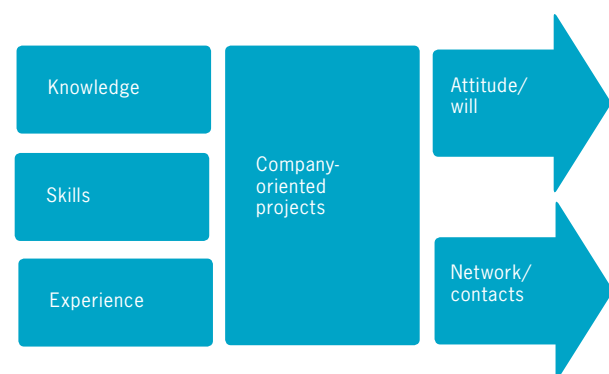 Knowledge
Skills
Experience
Company-
oriented
projects
Attitude/
will
Network/
contacts